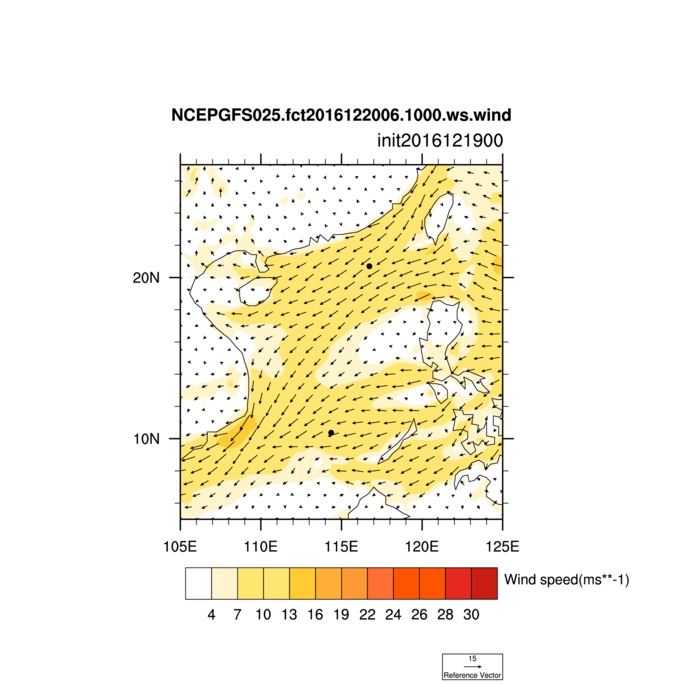 NCEPGFS025.fct2016122006.1000.ws.wind
init2016121900
20N
10N
105E 110E 115E 120E 125E
Wind speed(ms**-1)
4 7 10 13 16 19 22 24 26 28 30
15
Reference Vector